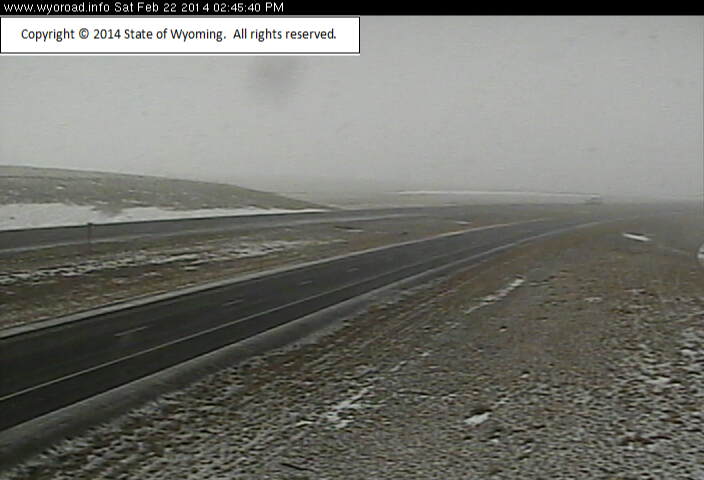 www.wyoroad.info Sat Feb 22 2014 02:45:40 PM
Copyright © 2014 State of Wyoming. All rights reserved.